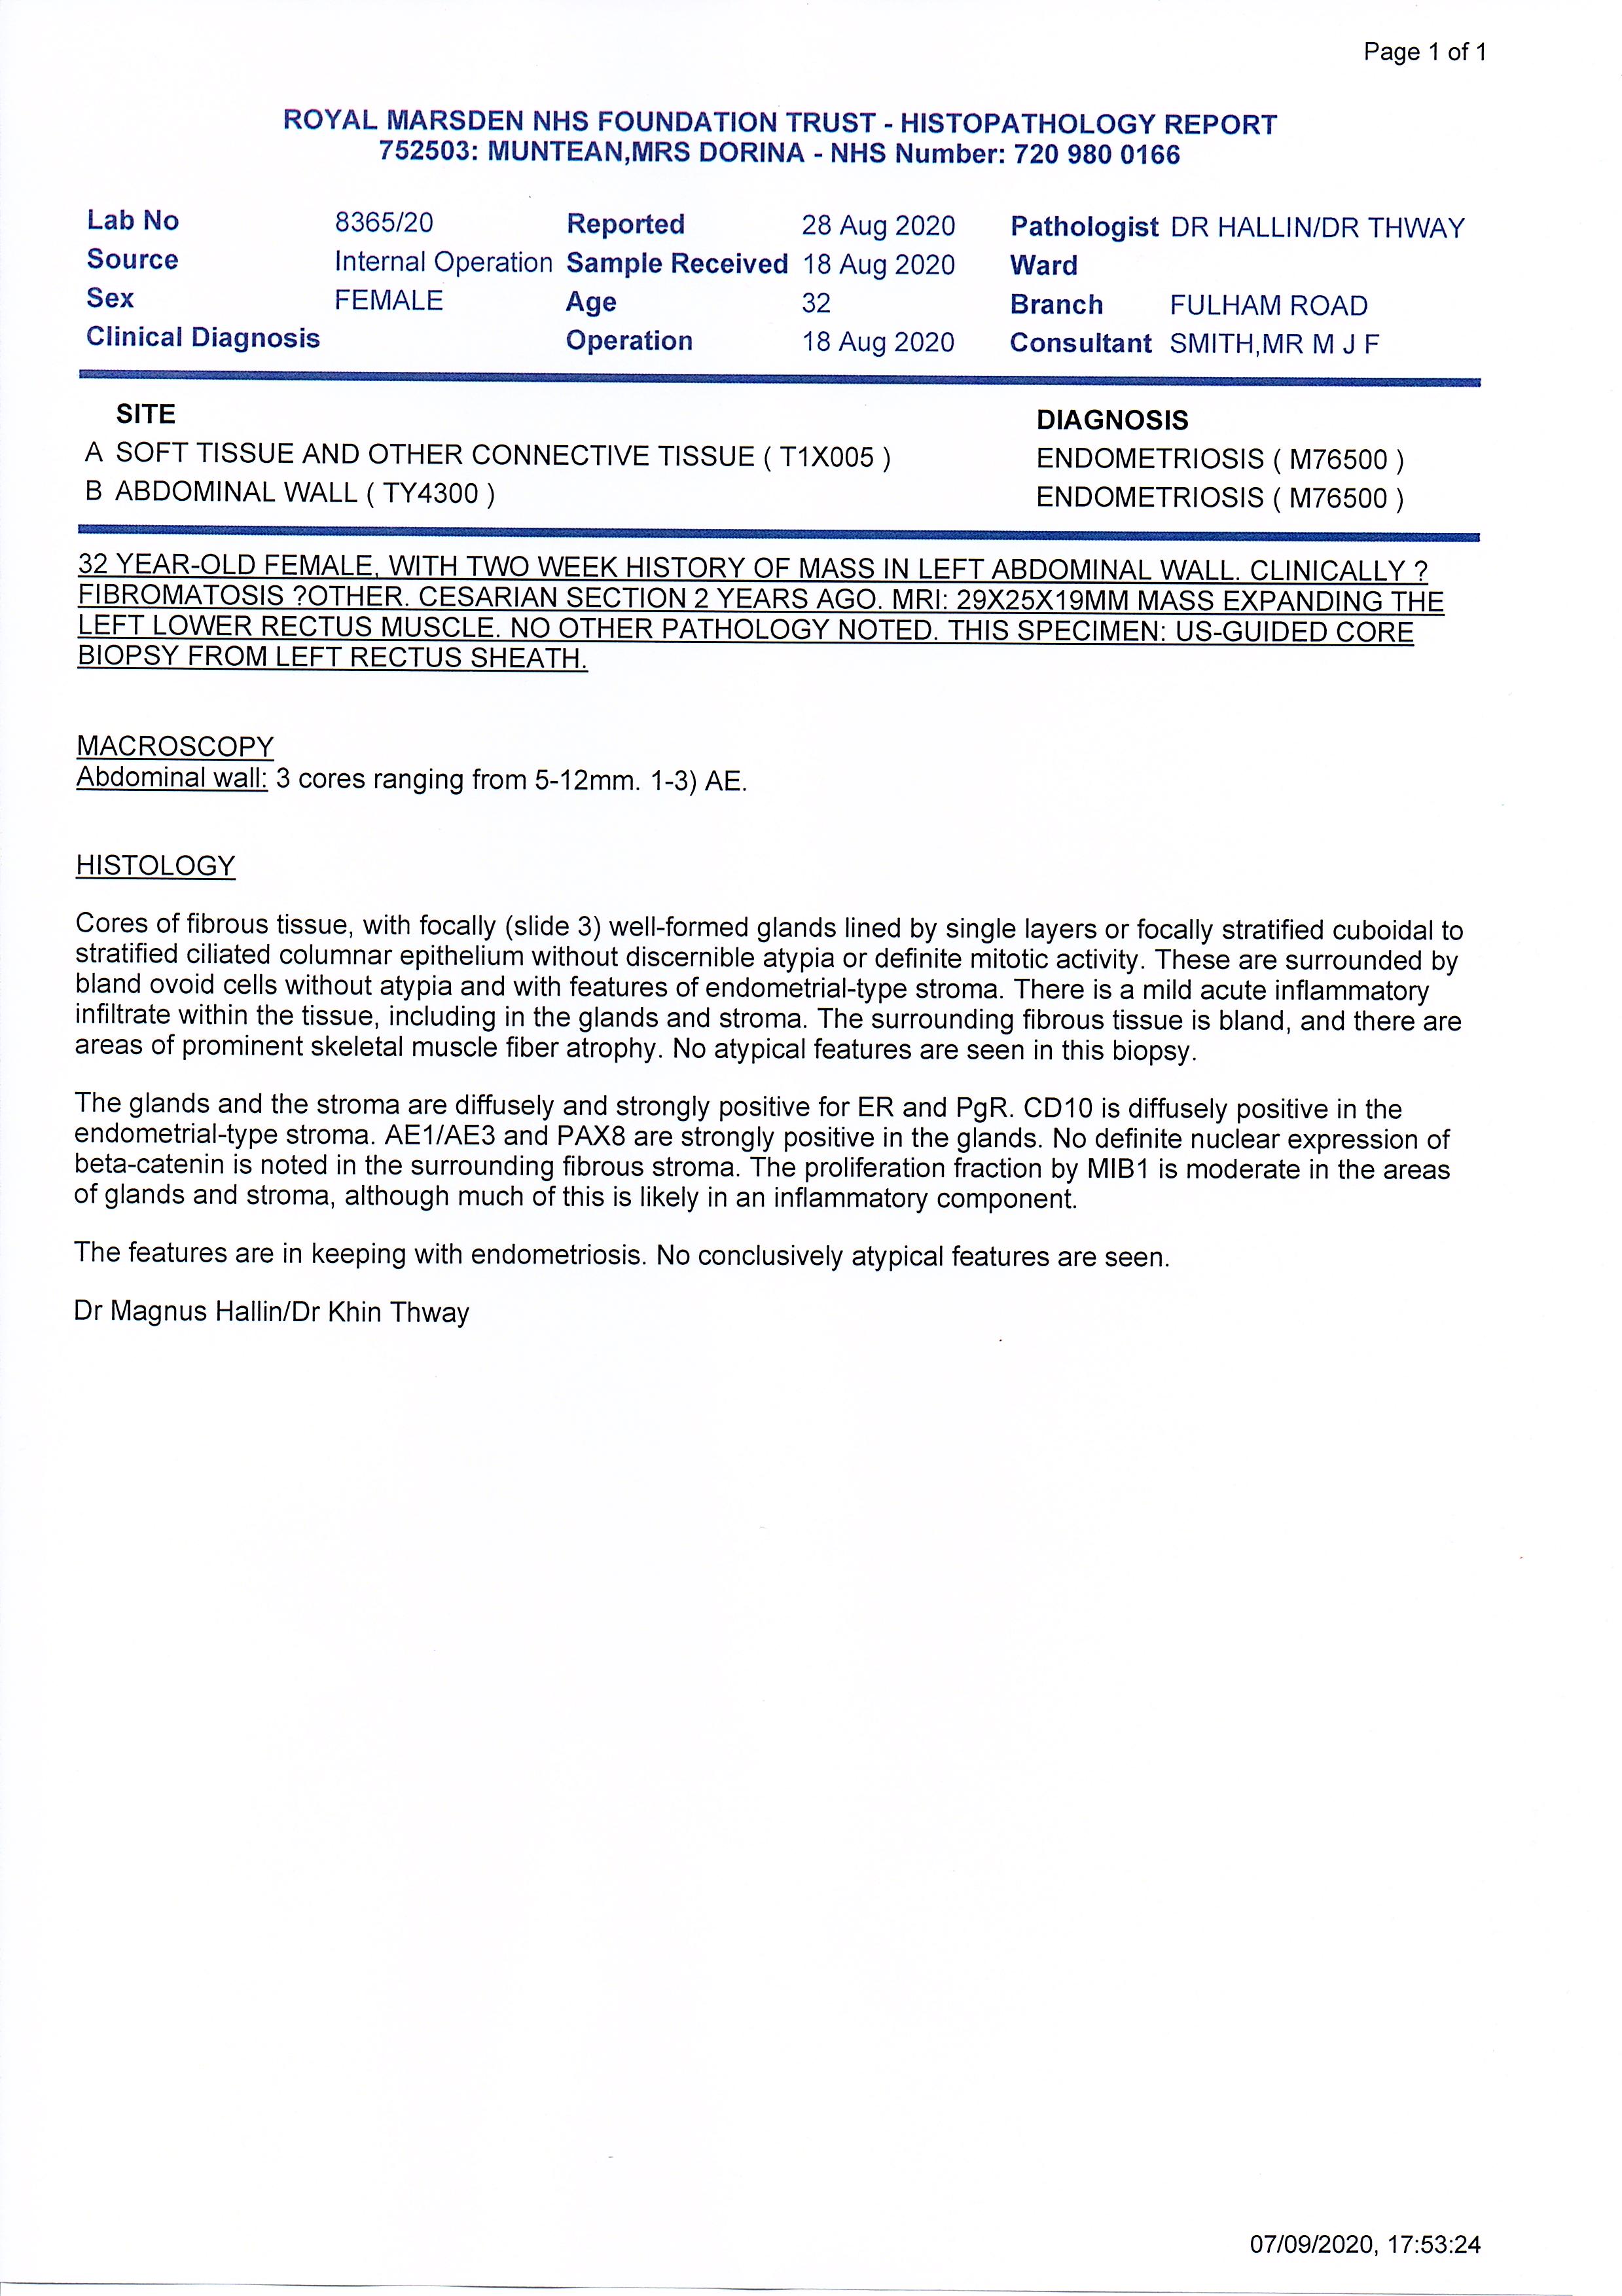 Page 1 of 1
ROYAL MARSDEN NHS FOUNDATION TRUST - HISTOPATHOLOGY REPORT
752503: MUNTEAN,MRS DORINA - NHS Number: 720 980 0166
Lab No 8365/20 Reported 28 Aug 2020 Pathologist DR HALLIN/DR THWAY
Source Internal Operation Sample Received 18 Aug 2020 Ward
Sex FEMALE Age 32 Branch FULHAM ROAD
Clinical Diagnosis Operation 18 Aug 2020 Consultant SMITH,MR M J F
SITE DIAGNOSIS
A SOFT TISSUE AND OTHER CONNECTIVE TISSUE ( T1X005 ) ENDOMETRIOSIS ( M76500 )
B ABDOMINAL WALL ( TY4300 ) ENDOMETRIOSIS ( M76500 )
32 YEAR-OLD FEMALE, WITH TWO WEEK HISTORY OF MASS IN LEFT ABDOMINAL WALL. CLINICALLY ?
FIBROMATOSIS ?OTHER. CESARIAN SECTION 2 YEARS AGO. MRI: 29X25X19MM MASS EXPANDING THE
LEFT LOWER RECTUS MUSCLE. NO OTHER PATHOLOGY NOTED. THIS SPECIMEN: US-GUIDED CORE
BIOPSY FROM LEFT RECTUS SHEATH.
MACROSCOPY
Abdominal wall: 3 cores ranging from 5-12mm. 1-3) AE.
HISTOLOGY
Cores of fibrous tissue, with focally (slide 3) well-formed glands lined by single layers or focally stratified cuboidal to
stratified ciliated columnar epithelium without discernible atypia or definite mitotic activity. These are surrounded by
bland ovoid cells without atypia and with features of endometrial-type stroma. There is a mild acute inflammatory
infiltrate within the tissue, including in the glands and stroma. The surrounding fibrous tissue is bland, and there are
areas of prominent skeletal muscle fiber atrophy. No atypical features are seen in this biopsy.
The glands and the stroma are diffusely and strongly positive for ER and PgR. CD10 is diffusely positive in the
endometrial-type stroma. AE1/AE3 and PAX8 are strongly positive in the glands. No definite nuclear expression of
beta-catenin is noted in the surrounding fibrous stroma. The proliferation fraction by MIB1 is moderate in the areas
of glands and stroma, although much of this is likely in an inflammatory component.
The features are in keeping with endometriosis. No conclusively atypical features are seen.
Dr Magnus Hallin/Dr Khin Thway
07/09/2020, 17:53:24